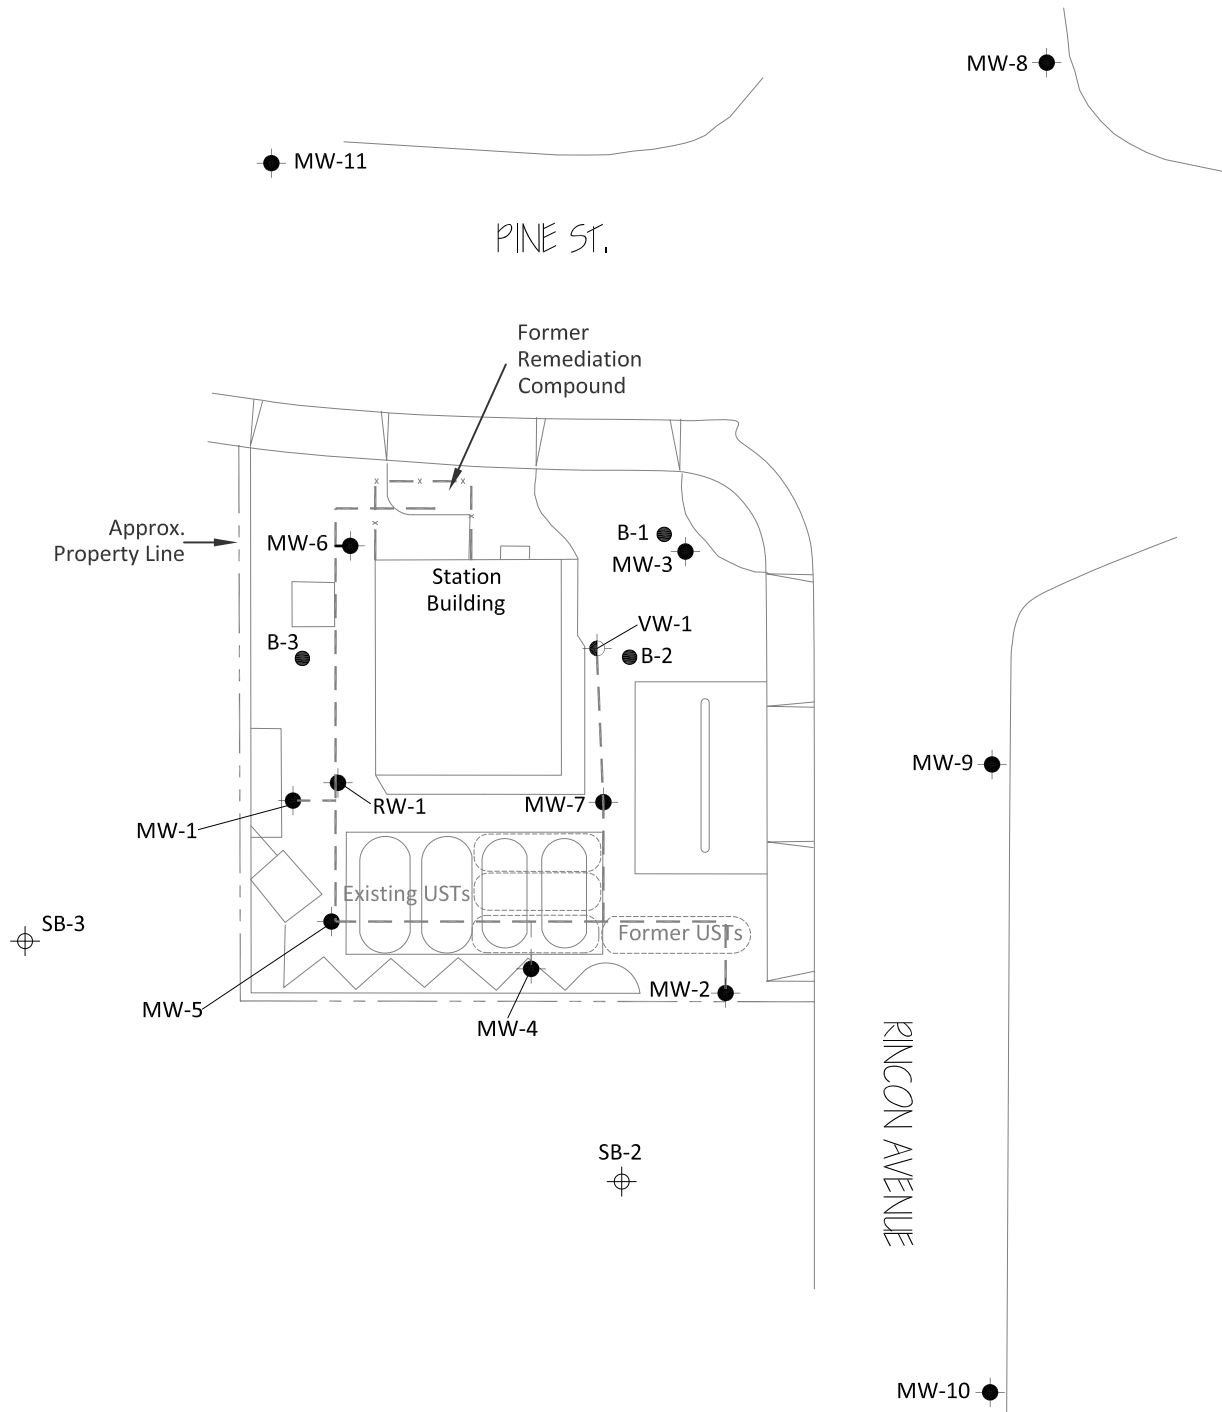 MW-8
MW-11
PINE ST.
Former
Remediation
Compound
Approx.
Property Line
MW-6
B-1
MW-3
Station
Building
VW-1
B-3
B-2
MW-9
RW-1
MW-7
MW-1
Existing USTs
SB-3
Former USTs
MW-2
MW-5
MW-4
RINCON AVENUE
SB-2
MW-10